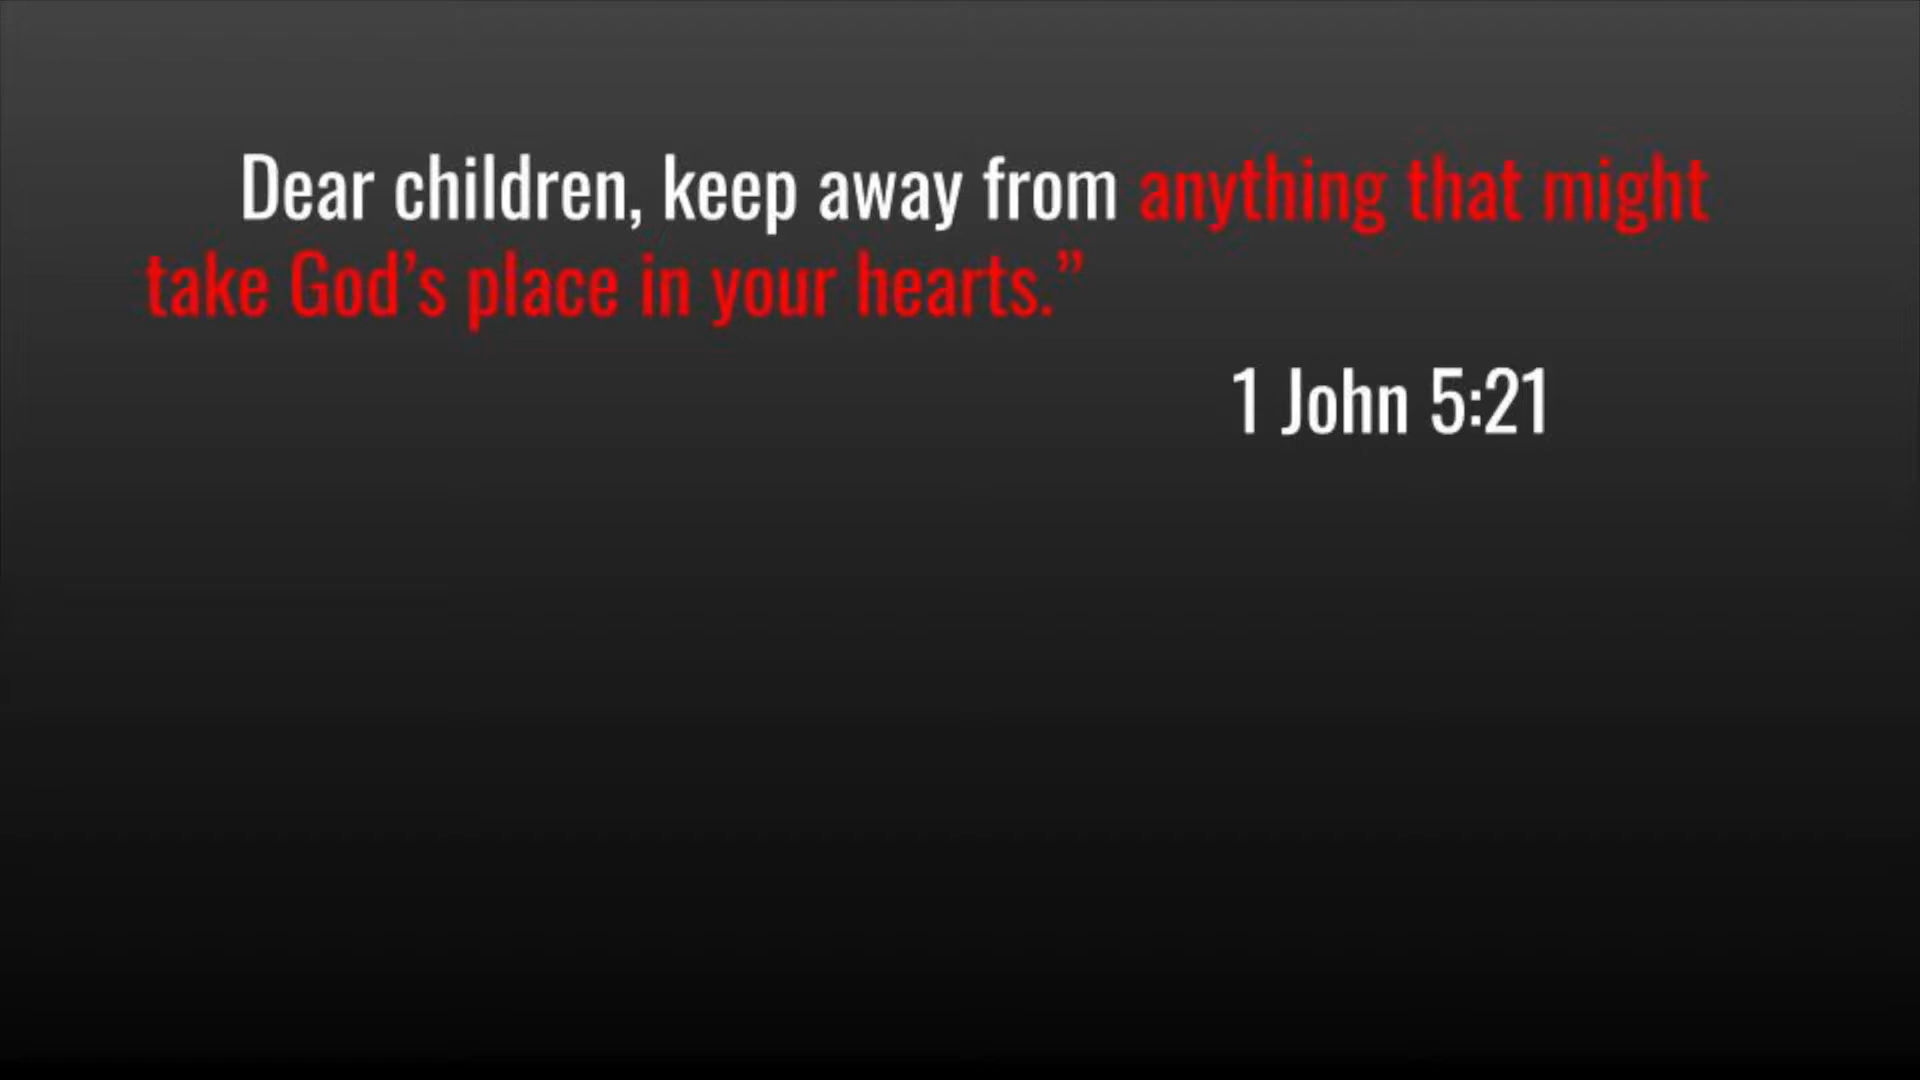 Dear children, keep away from anything that might
take God’s place in your hearts.”
1 John 5:21